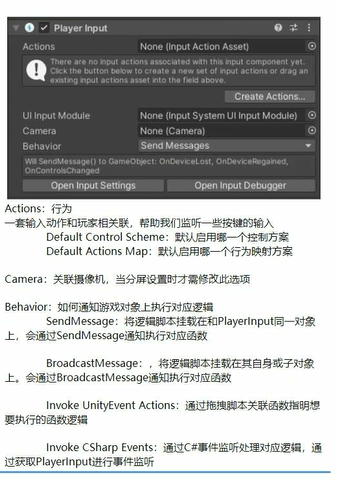 Player Input
Actions None (Input Action Asset)
There are no input actions associated with this input component yet.
Click the button below to create a new set of input actions or drag an
existing input actions asset into the field above.
Create Actions...
UI Input Module None (Input System UI Input Module)
Camera None (Camera)
Behavior Send Messages
Will SendMessage() to GameObject: OnDeviceLost, OnDeviceRegained,
OnControlsChanged
Open Input Settings Open Input Debugger
Actions：行为
一套输入动作和玩家相关联，帮助我们监听一些按键的输入
Default Control Scheme：默认启用哪一个控制方案
Default Actions Map：默认启用哪一个行为映射方案
Camera：关联摄像机，当分屏设置时才需修改此选项
Behavior：如何通知游戏对象上执行对应逻辑
SendMessage：将逻辑脚本挂载在和PlayerInput同一对象
上，会通过SendMessage通知执行对应函数
BroadcastMessage：，将逻辑脚本挂载在其自身或子对象
上。会通过BroadcastMessage通知执行对应函数
Invoke UnityEvent Actions：通过拖拽脚本关联函数指明想
要执行的函数逻辑
Invoke CSharp Events：通过C#事件监听处理对应逻辑，通
过获取PlayerInput进行事件监听